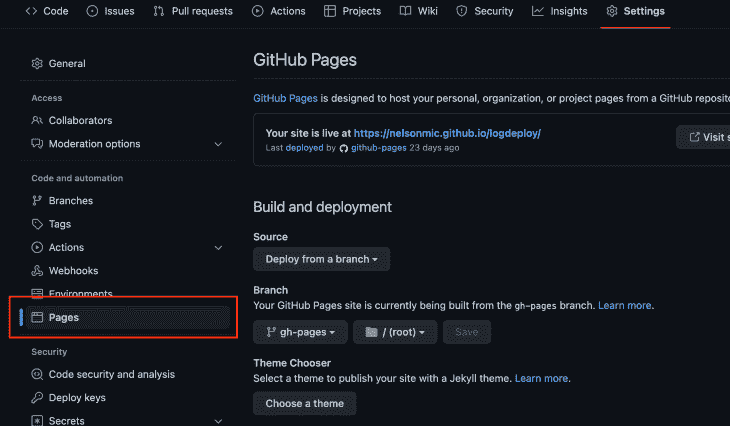 Code Issues Pull requests Actions Projects Wiki Security Insights Settings
General
Access
Collaborators
Moderation options
Code and automation
Branches
Tags
Actions
Webhooks
Environments
Pages
Security
Code security and analysis
Deploy keys
Secrets
GitHub Pages
GitHub Pages is designed to host your personal, organization, or project pages from a GitHub reposito
Your site is live at https://nelsonmic.github.io/logdeploy/
Last deployed by github-pages 23 days ago
Visit s
Build and deployment
Source
Deploy from a branch
Branch
Your GitHub Pages site is currently being built from the gh-pages branch. Learn more.
gh-pages / (root) Save
Theme Chooser
Select a theme to publish your site with a Jekyll theme. Learn more.
Choose a theme